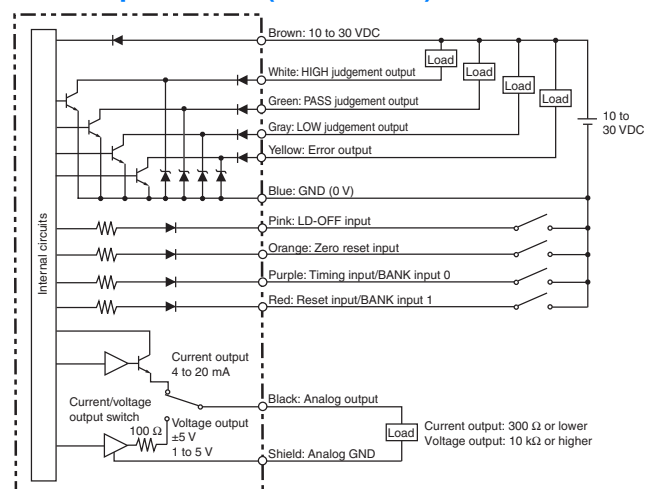 Brown: 10 to 30 VDC
White: HIGH judgement output
Load
Green: PASS judgement output
Load
Gray: LOW judgement output
Load
Yellow: Error output
Load
10 to
30 VDC
Blue: GND (0 V)
Internal circuits
Pink: LD-OFF input
Orange: Zero reset input
Purple: Timing input/BANK input 0
Red: Reset input/BANK input 1
Current output
4 to 20 mA
Current/voltage
output switch
100 Ω
Voltage output
±5 V
1 to 5 V
Black: Analog output
Load
Current output: 300 Ω or lower
Voltage output: 10 kΩ or higher
Shield: Analog GND